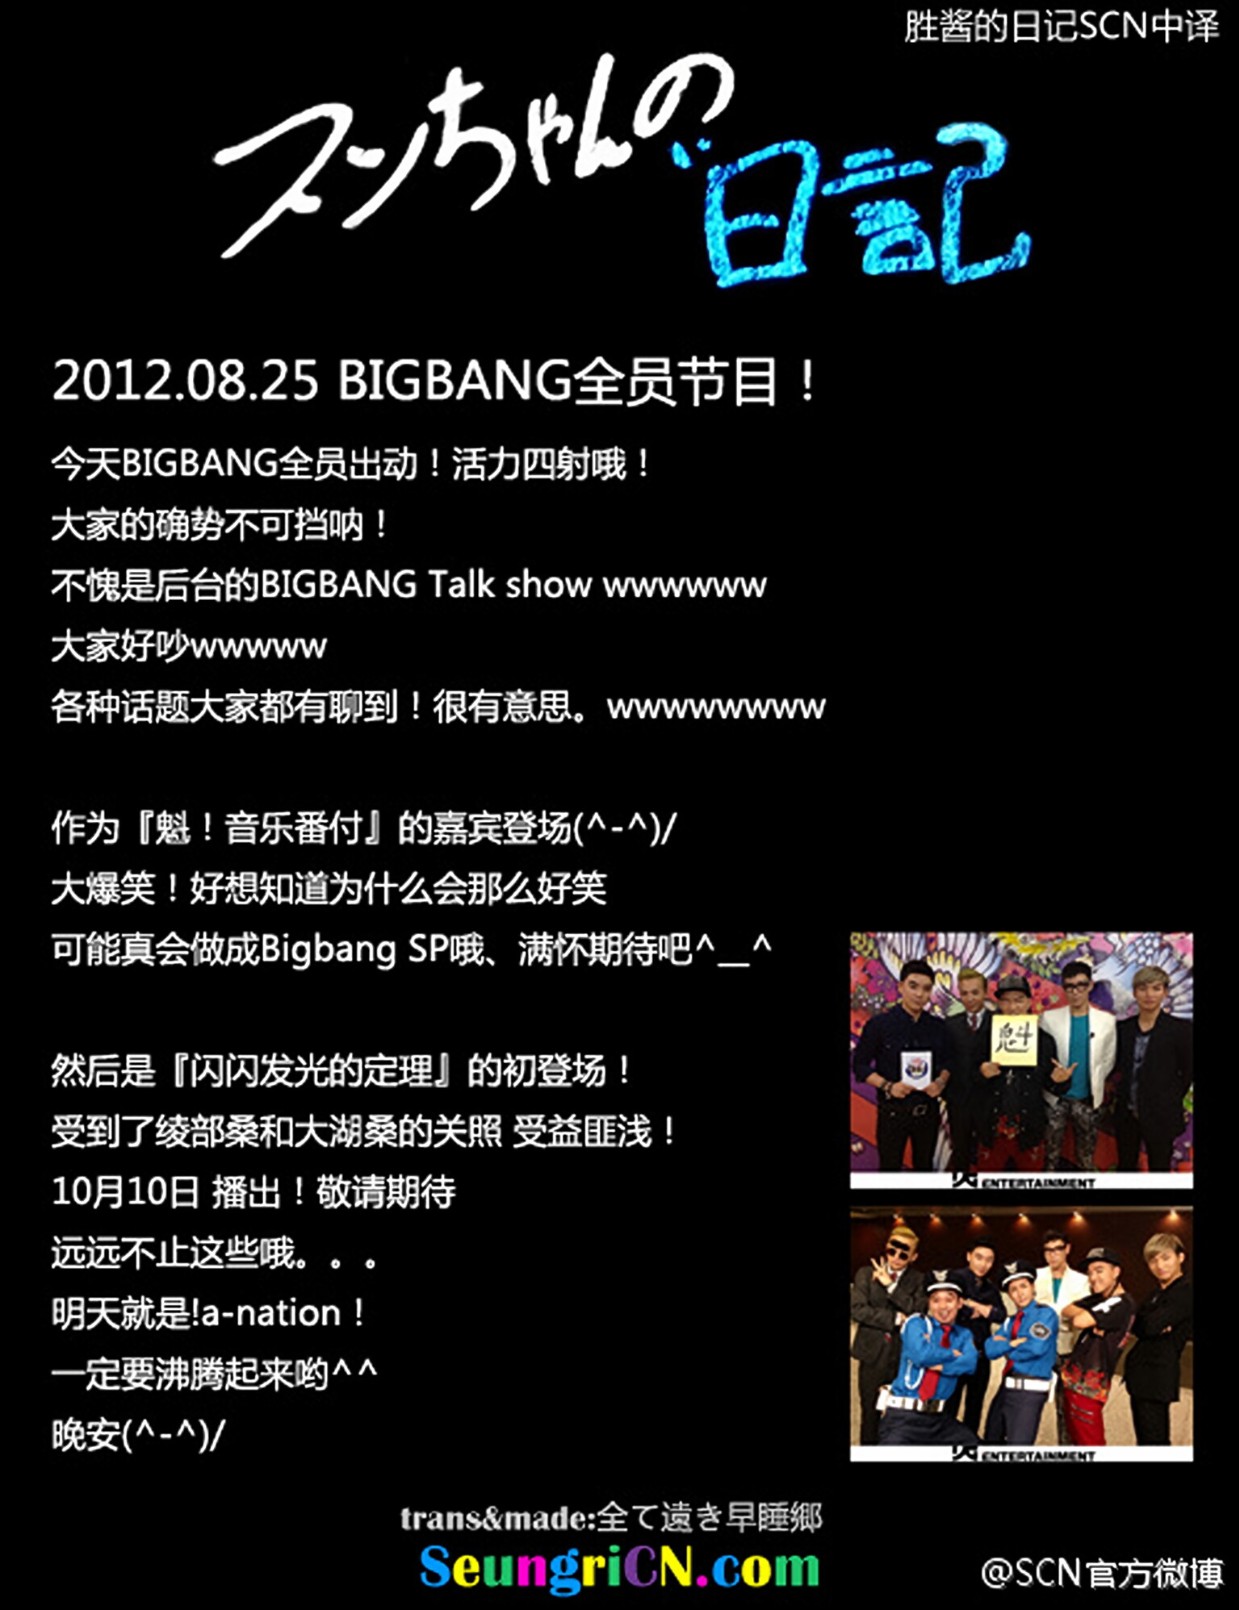 胜酱的日记SCN中译
スンちゃんの
日記
2012.08.25 BIGBANG全员节目！
今天BIGBANG全员出动！活力四射哦！
大家的确势不可挡呐！
不愧是后台的BIGBANG Talk show wwwwww
大家好吵wwwww
各种话题大家都有聊到！很有意思。wwwwwwww
作为『魁！音乐番付』的嘉宾登场(^-^)/
大爆笑！好想知道为什么会那么好笑
可能真会做成Bigbang SP哦、满怀期待吧^__^
魁
ENTERTAINMENT
然后是『闪闪发光的定理』的初登场！
受到了绫部桑和大湖桑的关照 受益匪浅！
10月10日 播出！敬请期待
远远不止这些哦。。。
明天就是!a-nation！
一定要沸腾起来哟^^
晚安(^-^)/
ENTERTAINMENT
trans&made:全て遠き早睡郷
SeungriCN.com
@SCN官方微博